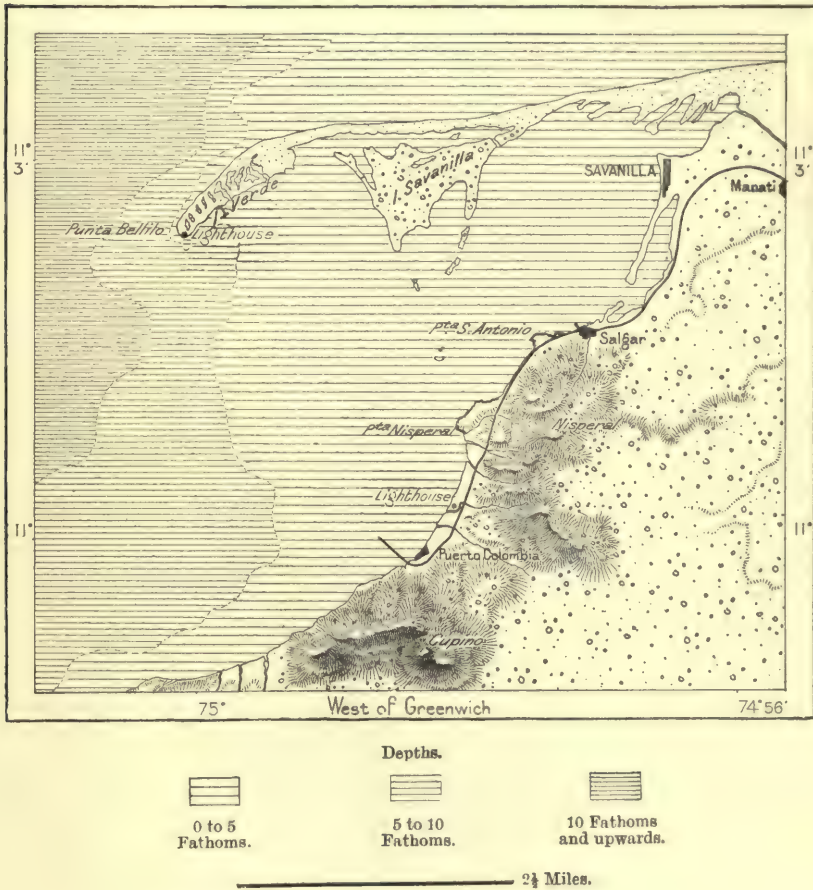 11°
3'
11°
3'
SAVANILLA
Manati
I. Savanilla
I. Verde
Punta Bellilo
Lighthouse
Pta S. Antonio
Salgar
Pta Nisperal
Nisperal
Lighthouse
11°
11°
Puerto Colombia
Cupino
75°
West of Greenwich
74°56'
Depths.
0 to 5
Fathoms.
5 to 10
Fathoms.
10 Fathoms
and upwards.
2½ Miles.